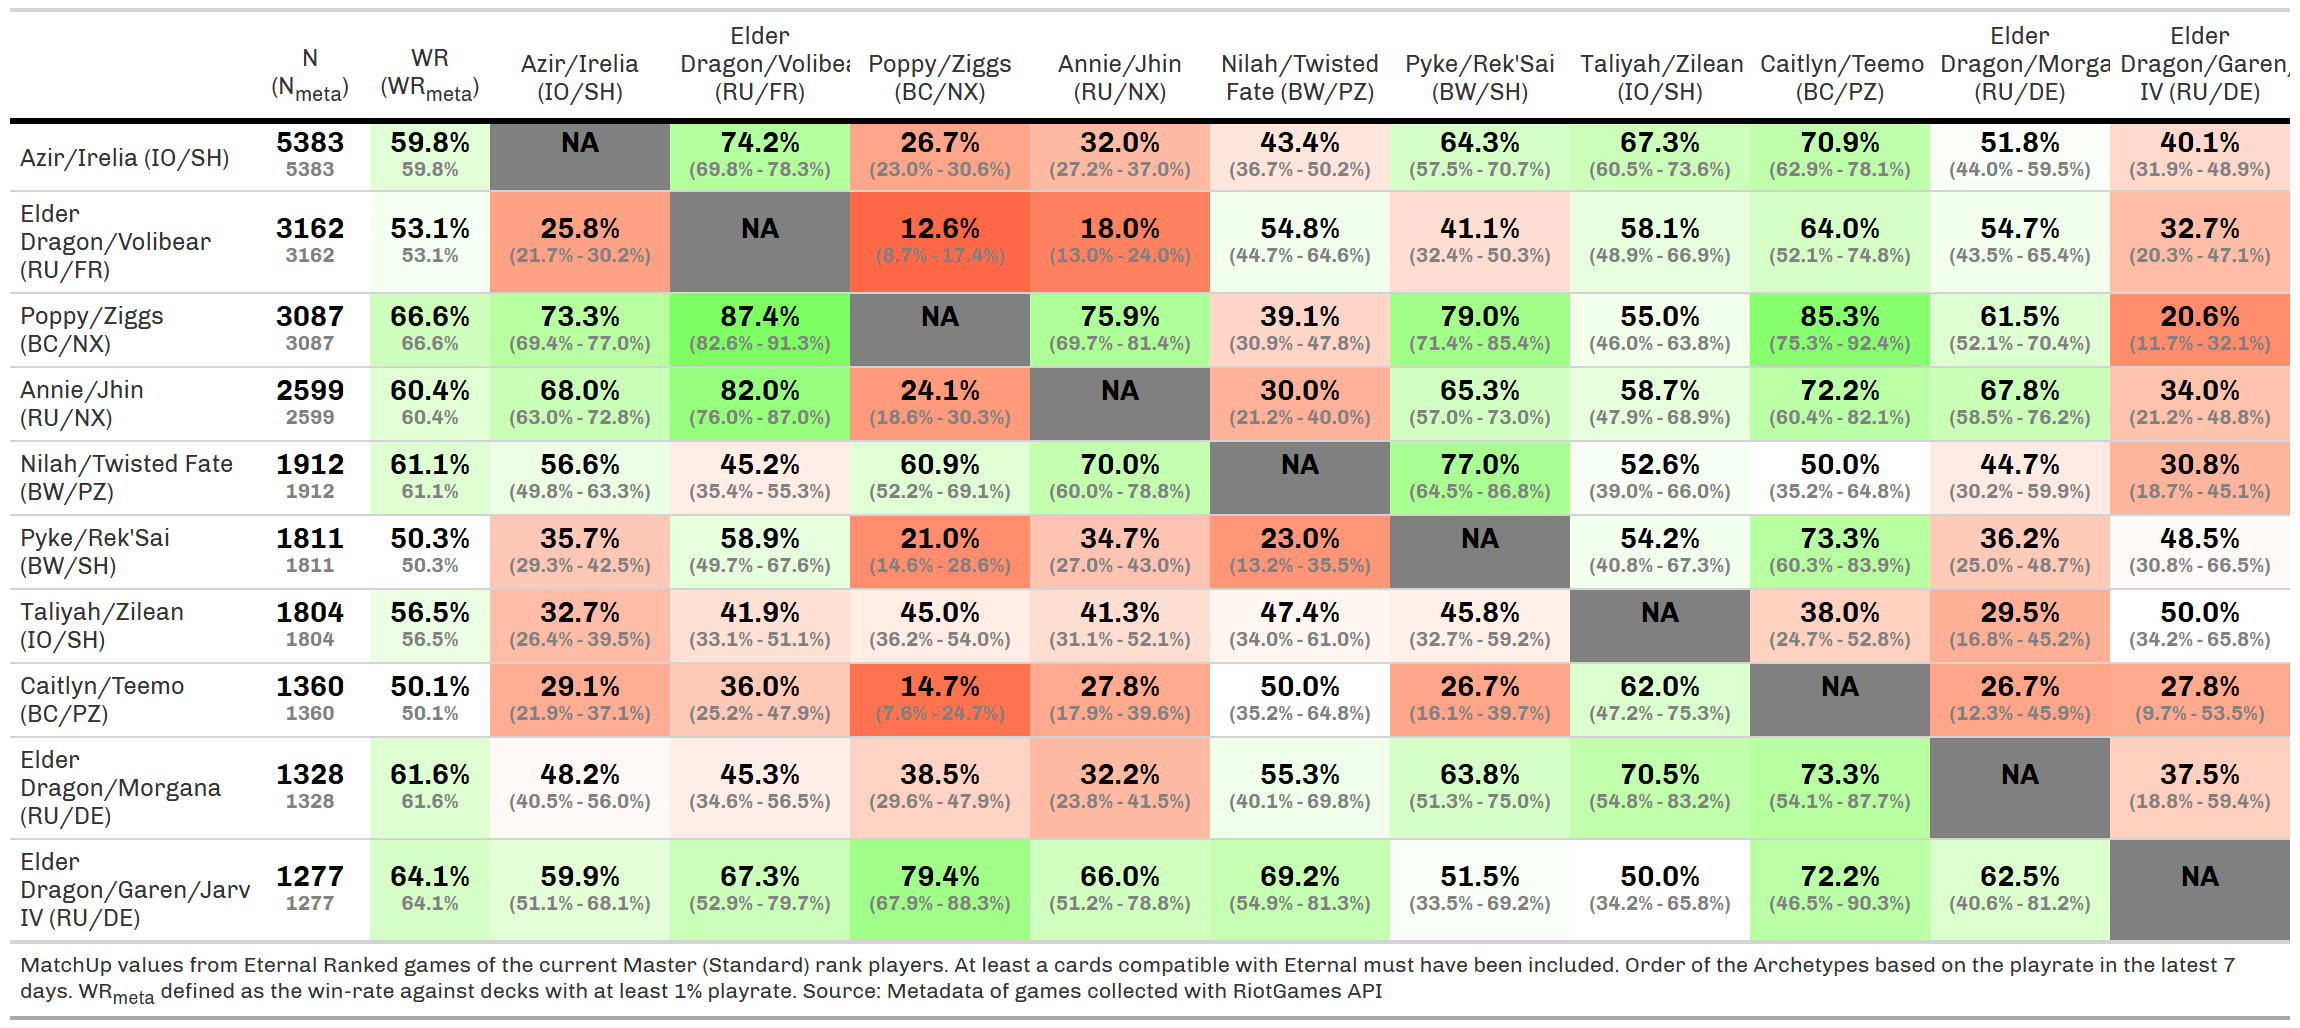 N (Nmeta) WR (WRmeta) Azir/Irelia (IO/SH) Elder Dragon/Volibea (RU/FR) Poppy/Ziggs (BC/NX) Annie/Jhin (RU/NX) Nilah/Twisted Fate (BW/PZ) Pyke/Rek'Sai (BW/SH) Taliyah/Zilean (IO/SH) Caitlyn/Teemo (BC/PZ) Elder Dragon/Morga (RU/DE) Elder Dragon/Garen/ IV (RU/DE)
Azir/Irelia (IO/SH) 5383 59.8% NA 74.2% 26.7% 32.0% 43.4% 64.3% 67.3% 70.9% 51.8% 40.1%
5383 59.8% (69.8% - 78.3%) (23.0% - 30.6%) (27.2% - 37.0%) (36.7% - 50.2%) (57.5% - 70.7%) (60.5% - 73.6%) (62.9% - 78.1%) (44.0% - 59.5%) (31.9% - 48.9%)
Elder
Dragon/Volibear 3162 53.1% 25.8% NA 12.6% 18.0% 54.8% 41.1% 58.1% 64.0% 54.7% 32.7%
(RU/FR) 3162 53.1% (21.7% - 30.2%) (8.7% - 17.4%) (13.0% - 24.0%) (44.7% - 64.6%) (32.4% - 50.3%) (48.9% - 66.9%) (52.1% - 74.8%) (43.5% - 65.4%) (20.3% - 47.1%)
Poppy/Ziggs 3087 66.6% 73.3% 87.4% NA 75.9% 39.1% 79.0% 55.0% 85.3% 61.5% 20.6%
(BC/NX) 3087 66.6% (69.4% - 77.0%) (82.6% - 91.3%) (69.7% - 81.4%) (30.9% - 47.8%) (71.4% - 85.4%) (46.0% - 63.8%) (75.3% - 92.4%) (52.1% - 70.4%) (11.7% - 32.1%)
Annie/Jhin 2599 60.4% 68.0% 82.0% 24.1% NA 30.0% 65.3% 58.7% 72.2% 67.8% 34.0%
(RU/NX) 2599 60.4% (63.0% - 72.8%) (76.0% - 87.0%) (18.6% - 30.3%) (21.2% - 40.0%) (57.0% - 73.0%) (47.9% - 68.9%) (60.4% - 82.1%) (58.5% - 76.2%) (21.2% - 48.8%)
Nilah/Twisted Fate 1912 61.1% 56.6% 45.2% 60.9% 70.0% NA 77.0% 52.6% 50.0% 44.7% 30.8%
(BW/PZ) 1912 61.1% (49.8% - 63.3%) (35.4% - 55.3%) (52.2% - 69.1%) (60.0% - 78.8%) (64.5% - 86.8%) (39.0% - 66.0%) (35.2% - 64.8%) (30.2% - 59.9%) (18.7% - 45.1%)
Pyke/Rek'Sai 1811 50.3% 35.7% 58.9% 21.0% 34.7% 23.0% NA 54.2% 73.3% 36.2% 48.5%
(BW/SH) 1811 50.3% (29.3% - 42.5%) (49.7% - 67.6%) (14.6% - 28.6%) (27.0% - 43.0%) (13.2% - 35.5%) (40.8% - 67.3%) (60.3% - 83.9%) (25.0% - 48.7%) (30.8% - 66.5%)
Taliyah/Zilean 1804 56.5% 32.7% 41.9% 45.0% 41.3% 47.4% 45.8% NA 38.0% 29.5% 50.0%
(IO/SH) 1804 56.5% (26.4% - 39.5%) (33.1% - 51.1%) (36.2% - 54.0%) (31.1% - 52.1%) (34.0% - 61.0%) (32.7% - 59.2%) (24.7% - 52.8%) (16.8% - 45.2%) (34.2% - 65.8%)
Caitlyn/Teemo 1360 50.1% 29.1% 36.0% 14.7% 27.8% 50.0% 26.7% 62.0% NA 26.7% 27.8%
(BC/PZ) 1360 50.1% (21.9% - 37.1%) (25.2% - 47.9%) (7.6% - 24.7%) (17.9% - 39.6%) (35.2% - 64.8%) (16.1% - 39.7%) (47.2% - 75.3%) (12.3% - 45.9%) (9.7% - 53.5%)
Elder
Dragon/Morgana 1328 61.6% 48.2% 45.3% 38.5% 32.2% 55.3% 63.8% 70.5% 73.3% NA 37.5%
(RU/DE) 1328 61.6% (40.5% - 56.0%) (34.6% - 56.5%) (29.6% - 47.9%) (23.8% - 41.5%) (40.1% - 69.8%) (51.3% - 75.0%) (54.8% - 83.2%) (54.1% - 87.7%) (18.8% - 59.4%)
Elder
Dragon/Garen/Jarv 1277 64.1% 59.9% 67.3% 79.4% 66.0% 69.2% 51.5% 50.0% 72.2% 62.5% NA
IV (RU/DE) 1277 64.1% (51.1% - 68.1%) (52.9% - 79.7%) (67.9% - 88.3%) (51.2% - 78.8%) (54.9% - 81.3%) (33.5% - 69.2%) (34.2% - 65.8%) (46.5% - 90.3%) (40.6% - 81.2%)
MatchUp values from Eternal Ranked games of the current Master (Standard) rank players. At least a cards compatible with Eternal must have been included. Order of the Archetypes based on the playrate in the latest 7
days. WRmeta defined as the win-rate against decks with at least 1% playrate. Source: Metadata of games collected with RiotGames API